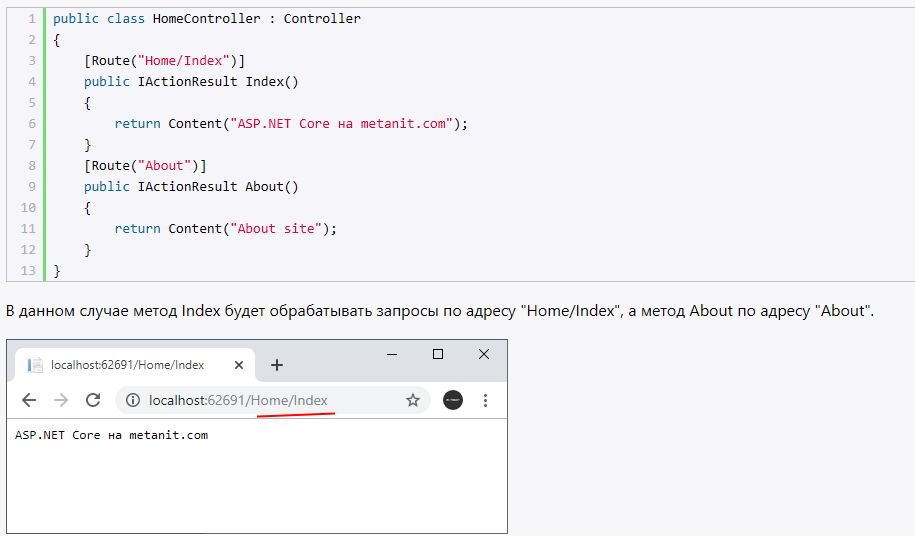 1 public class HomeController : Controller
2 {
3 [Route("Home/Index")]
4 public IActionResult Index()
5 {
6 return Content("ASP.NET Core на metanit.com");
7 }
8 [Route("About")]
9 public IActionResult About()
10 {
11 return Content("About site");
12 }
13 }
В данном случае метод Index будет обрабатывать запросы по адресу "Home/Index", а метод About по адресу "About".
localhost:62691/Home/Index
localhost:62691/Home/Index
ASP.NET Core на metanit.com